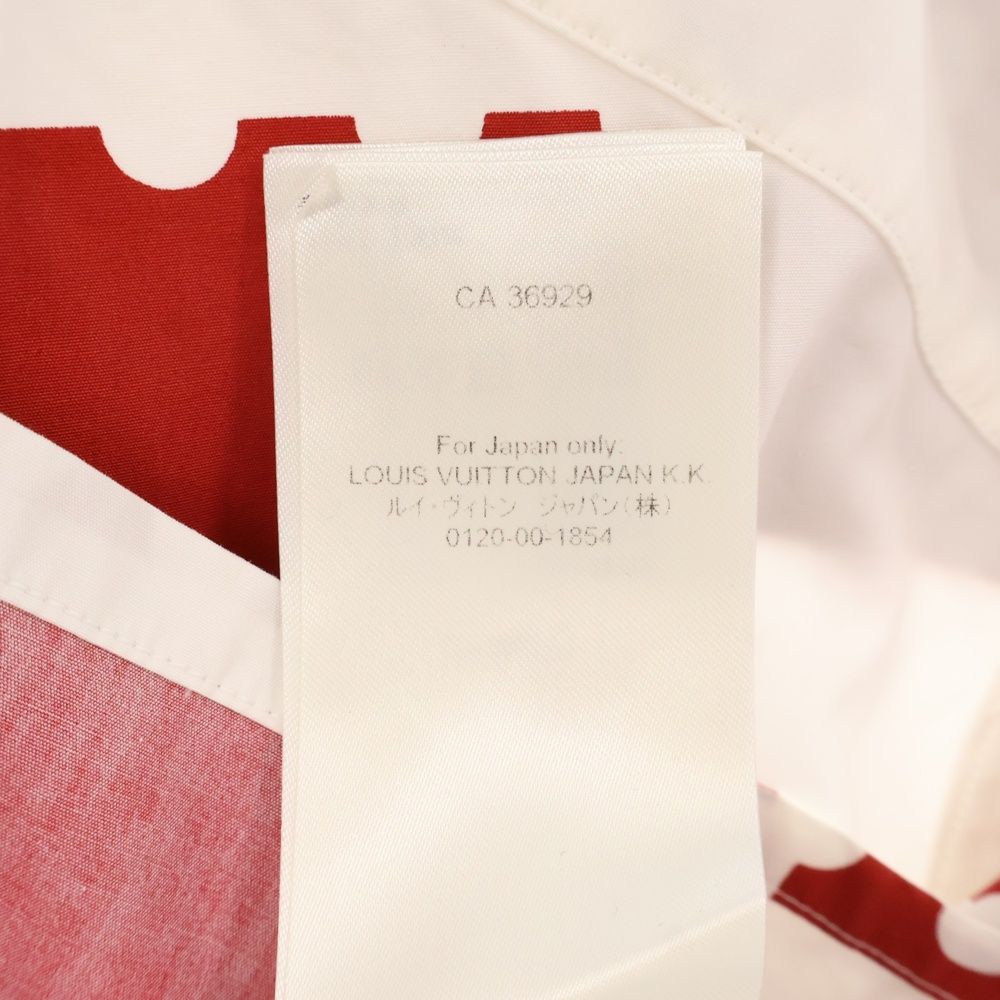 CA 36929
For Japan only:
LOUIS VUITTON JAPAN K.K.
ルイ・ヴィトン ジャパン(株)
0120-00-1854